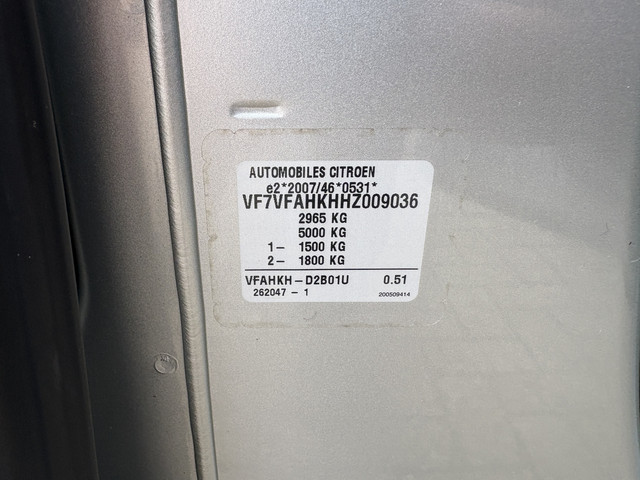 AUTOMOBILES CITROEN
e2*2007/46*0531*
VF7VFAHKHHZ009036
2965 KG
5000 KG
1- 1500 KG
2- 1800 KG
VFAHKH-D2B01U 0.51
262047 - 1 200509414